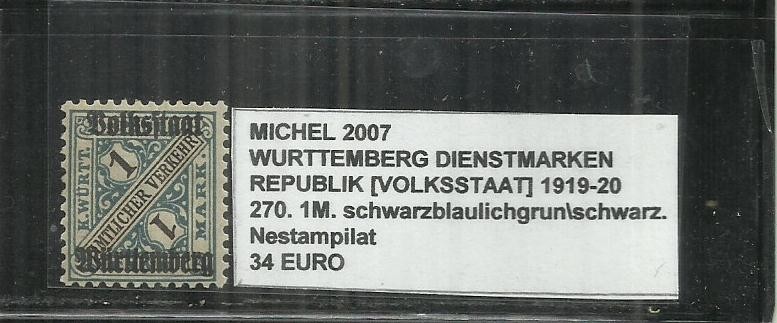 Volksstaat
K. WÜRTT.
1
AMTLICHER VERKEHR
1
MARK.
Württemberg
MICHEL 2007
WURTTEMBERG DIENSTMARKEN
REPUBLIK [VOLKSSTAAT] 1919-20
270. 1M. schwarzblaulichgrun\schwarz.
Nestampilat
34 EURO